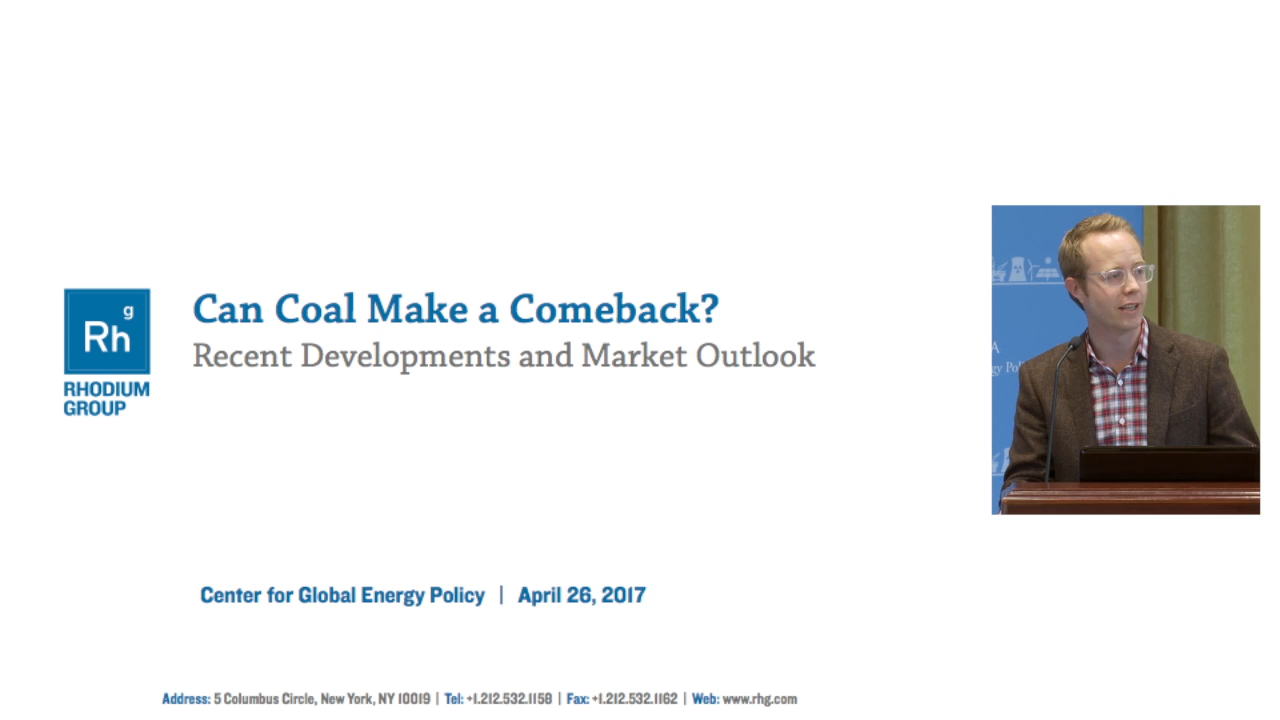 g
Rh
RHODIUM
GROUP
Can Coal Make a Comeback?
Recent Developments and Market Outlook
A
gy Pol
Center for Global Energy Policy | April 26, 2017
Address: 5 Columbus Circle, New York, NY 10019 | Tel: +1.212.532.1158 | Fax: +1.212.532.1162 | Web: www.rhg.com